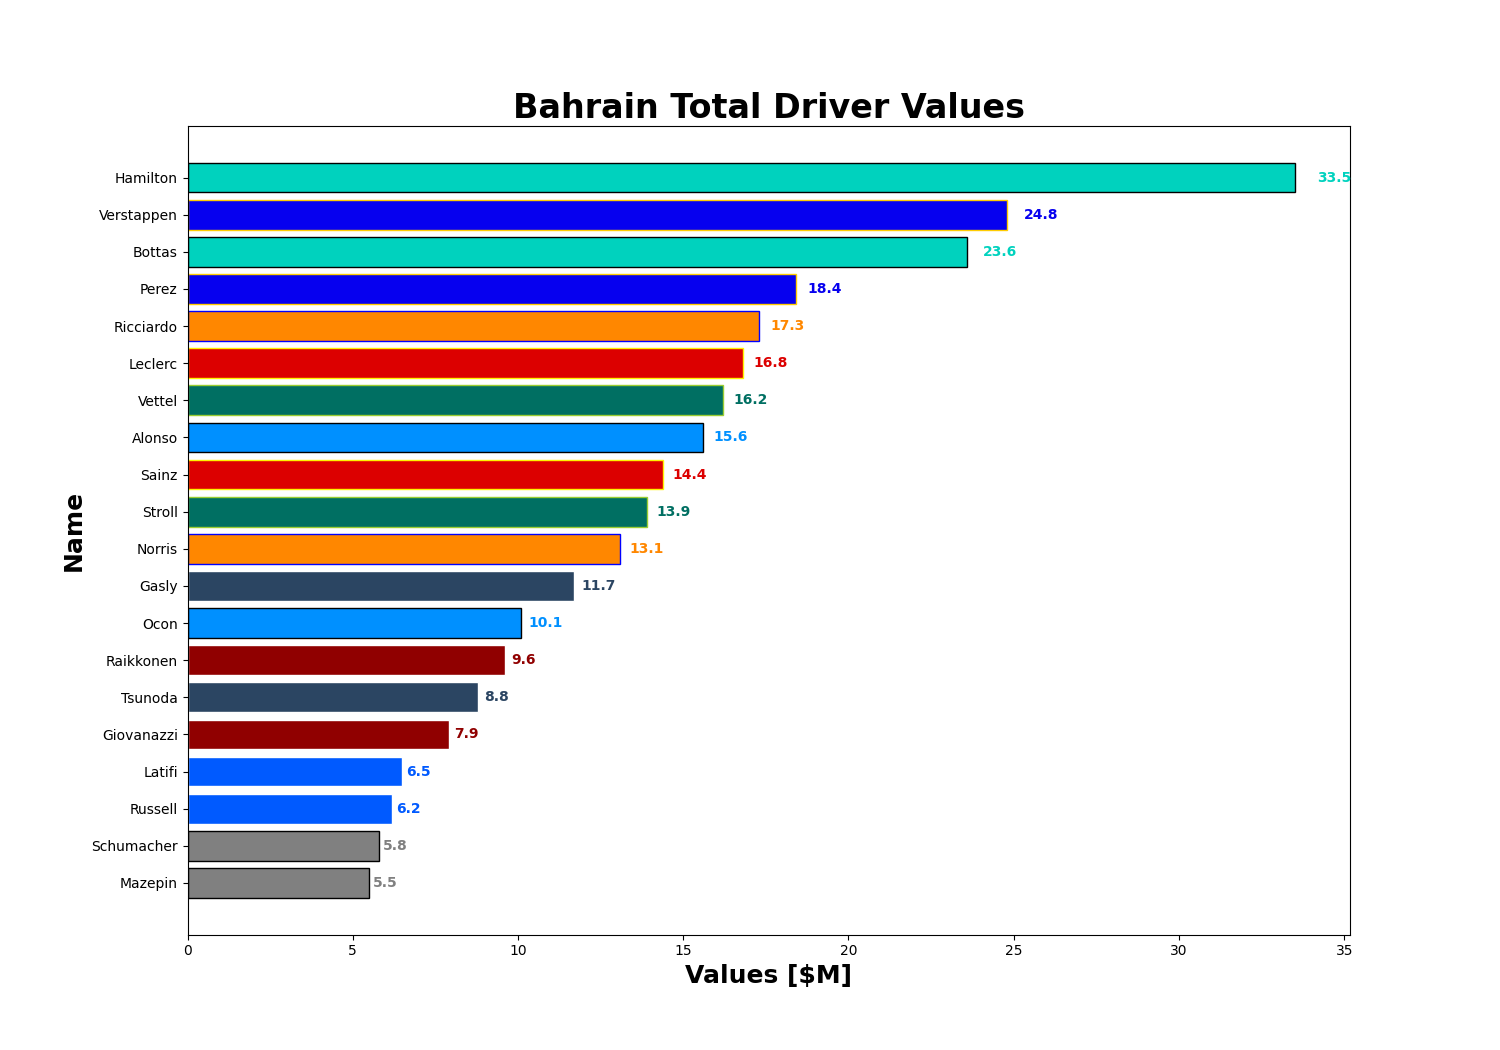 Bahrain Total Driver Values
Name
Hamilton 33.5
Verstappen 24.8
Bottas 23.6
Perez 18.4
Ricciardo 17.3
Leclerc 16.8
Vettel 16.2
Alonso 15.6
Sainz 14.4
Stroll 13.9
Norris 13.1
Gasly 11.7
Ocon 10.1
Raikkonen 9.6
Tsunoda 8.8
Giovanazzi 7.9
Latifi 6.5
Russell 6.2
Schumacher 5.8
Mazepin 5.5
0 5 10 15 20 25 30 35
Values [$M]